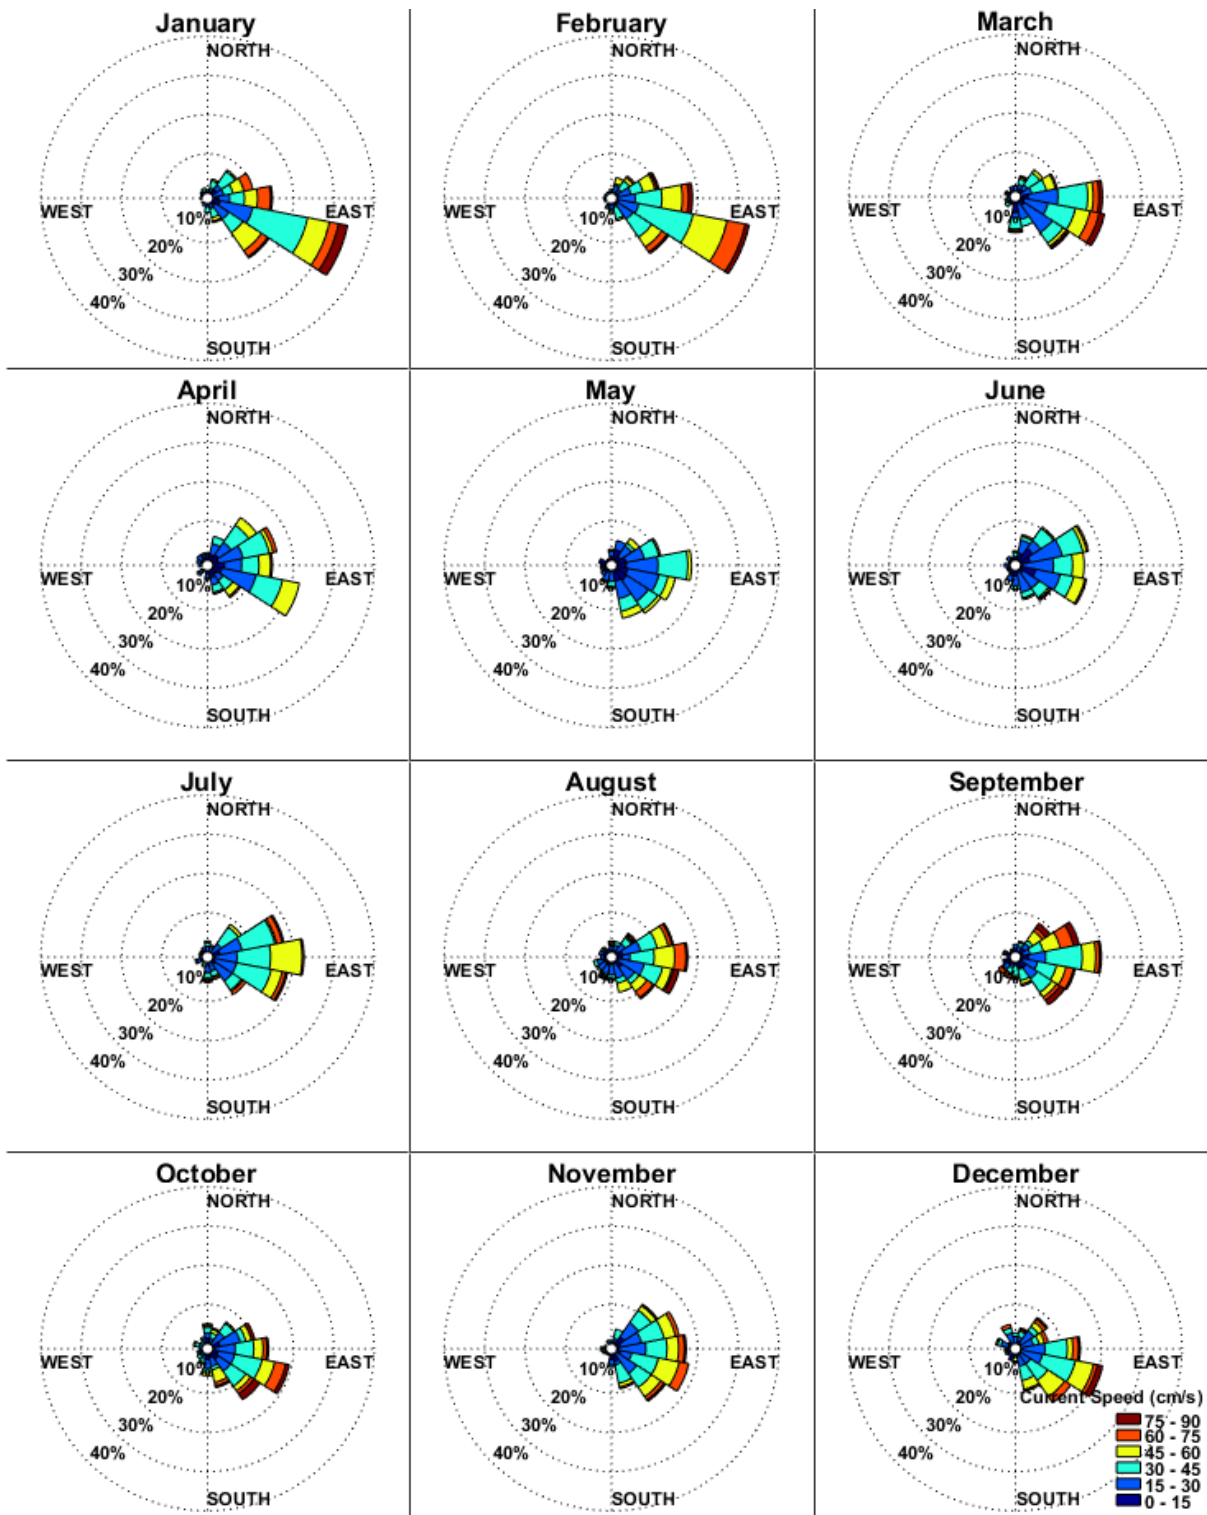 January
February
March
NORTH
NORTH
NORTH
WEST
EAST
WEST
EAST
WEST
EAST
10%
10%
10%
20%
20%
20%
30%
30%
30%
40%
40%
40%
SOUTH
SOUTH
SOUTH
April
May
June
NORTH
NORTH
NORTH
WEST
EAST
WEST
EAST
WEST
EAST
10%
10%
10%
20%
20%
20%
30%
30%
30%
40%
40%
40%
SOUTH
SOUTH
SOUTH
July
August
September
NORTH
NORTH
NORTH
WEST
EAST
WEST
EAST
WEST
EAST
10%
10%
10%
20%
20%
20%
30%
30%
30%
40%
40%
40%
SOUTH
SOUTH
SOUTH
October
November
December
NORTH
NORTH
NORTH
WEST
EAST
WEST
EAST
WEST
EAST
10%
10%
10%
20%
20%
20%
30%
30%
30%
40%
40%
40%
SOUTH
SOUTH
SOUTH
Current Speed (cm/s)
75 - 90
60 - 75
45 - 60
30 - 45
15 - 30
0 - 15